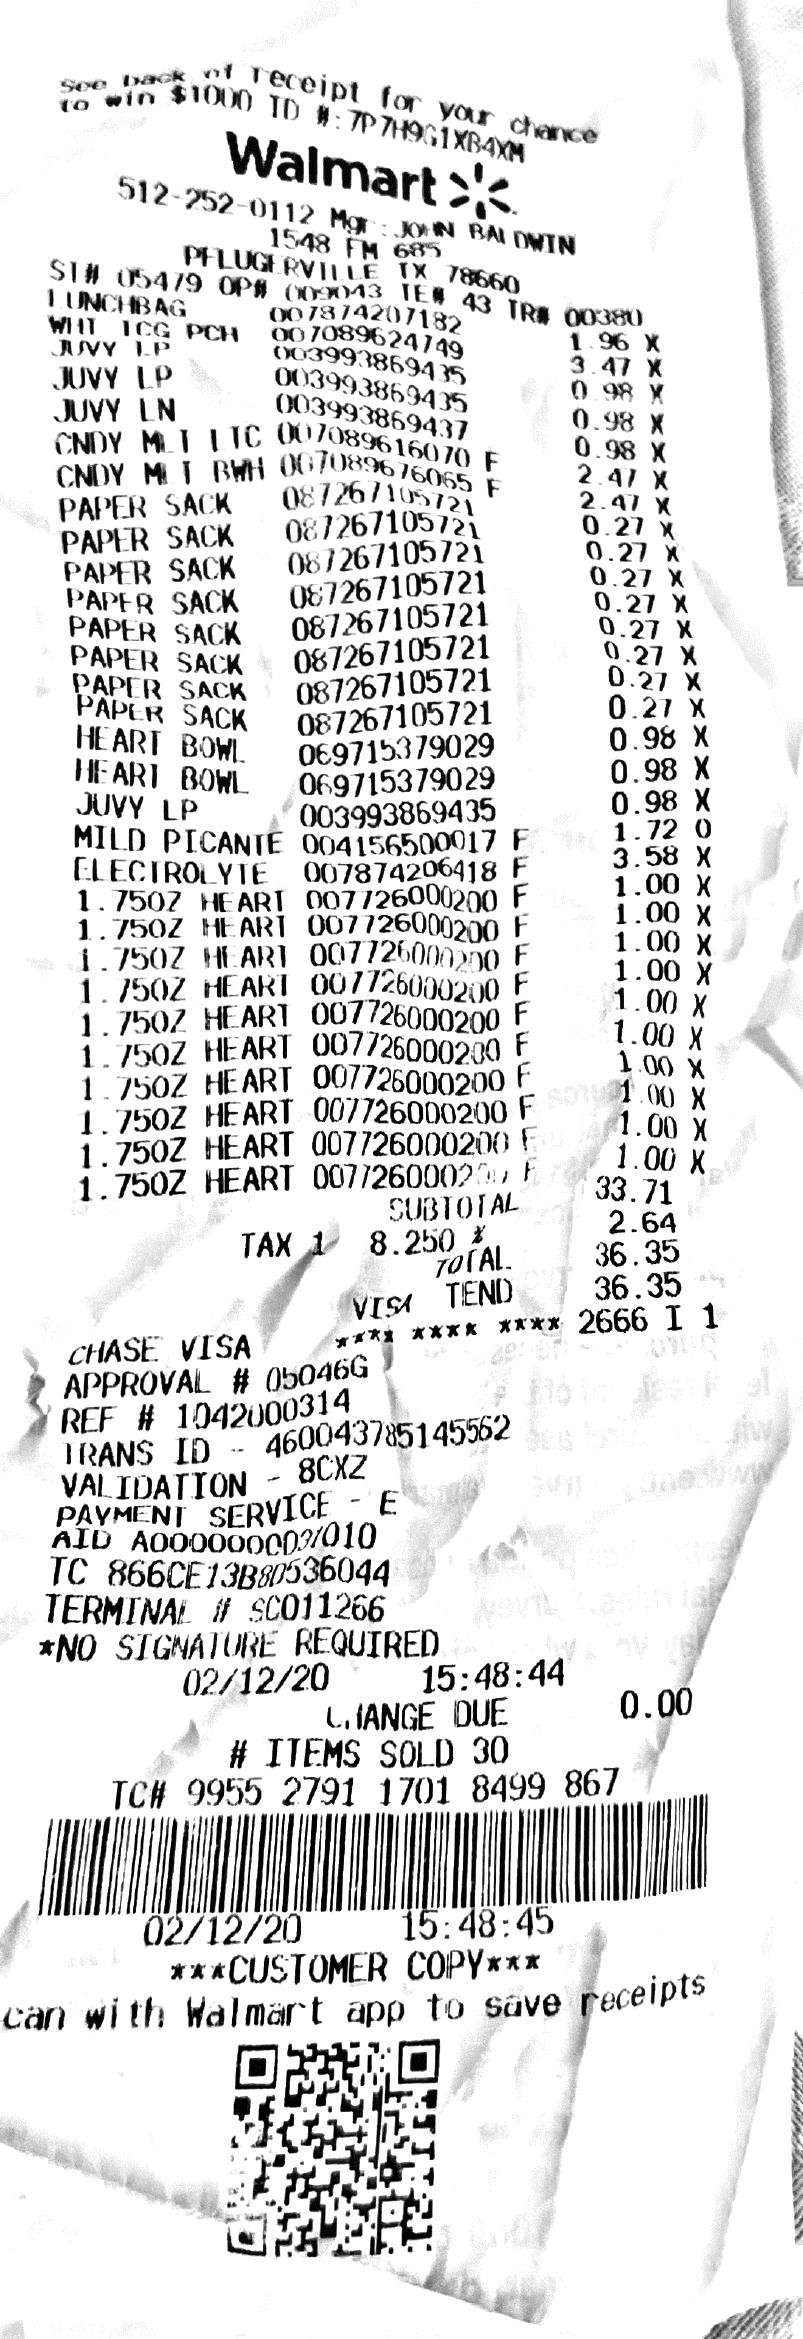 See back of receipt for your chance
to win $1000 ID #:7P7H9G1XB4XM
Walmart
512-252-0112 Mgr:JOHN BALDWIN
1548 FM 685
PFLUGERVILLE TX 78660
ST# 05479 OP# 009043 TE# 43 TR# 00380
LUNCHBAG 007874207182 1.96 X
WHT ICG PCH 007089624749 3.47 X
JUVY LP 003993869435 0.98 X
JUVY LP 003993869435 0.98 X
JUVY LN 003993869437 0.98 X
CNDY MLT LTC 007089616070 F 2.47 X
CNDY MLT BWH 007089676065 F 2.47 X
PAPER SACK 087267105721 0.27 X
PAPER SACK 087267105721 0.27 X
PAPER SACK 087267105721 0.27 X
PAPER SACK 087267105721 0.27 X
PAPER SACK 087267105721 0.27 X
PAPER SACK 087267105721 0.27 X
PAPER SACK 087267105721 0.27 X
PAPER SACK 087267105721 0.27 X
HEART BOWL 069715379029 0.98 X
HEART BOWL 069715379029 0.98 X
JUVY LP 003993869435 0.98 X
MILD PICANTE 004156500017 F 1.72 O
ELECTROLYTE 007874206418 F 3.58 X
1.75OZ HEART 007726000200 F 1.00 X
1.75OZ HEART 007726000200 F 1.00 X
1.75OZ HEART 007726000200 F 1.00 X
1.75OZ HEART 007726000200 F 1.00 X
1.75OZ HEART 007726000200 F 1.00 X
1.75OZ HEART 007726000200 F 1.00 X
1.75OZ HEART 007726000200 F 1.00 X
1.75OZ HEART 007726000200 F 1.00 X
1.75OZ HEART 007726000200 F 1.00 X
1.75OZ HEART 007726000200 F 1.00 X
SUBTOTAL 33.71
TAX 1 8.250 % 2.64
TOTAL 36.35
VISA TEND 36.35
CHASE VISA **** **** **** 2666 I 1
APPROVAL # 05046G
REF # 1042000314
TRANS ID - 460043785145562
VALIDATION - 8CXZ
PAYMENT SERVICE - E
AID A0000000031010
TC 866CE13B80536044
TERMINAL # SC011266
*NO SIGNATURE REQUIRED
02/12/20 15:48:44
CHANGE DUE 0.00
# ITEMS SOLD 30
TC# 9955 2791 1701 8499 867
02/12/20 15:48:45
***CUSTOMER COPY***
can with Walmart app to save receipts